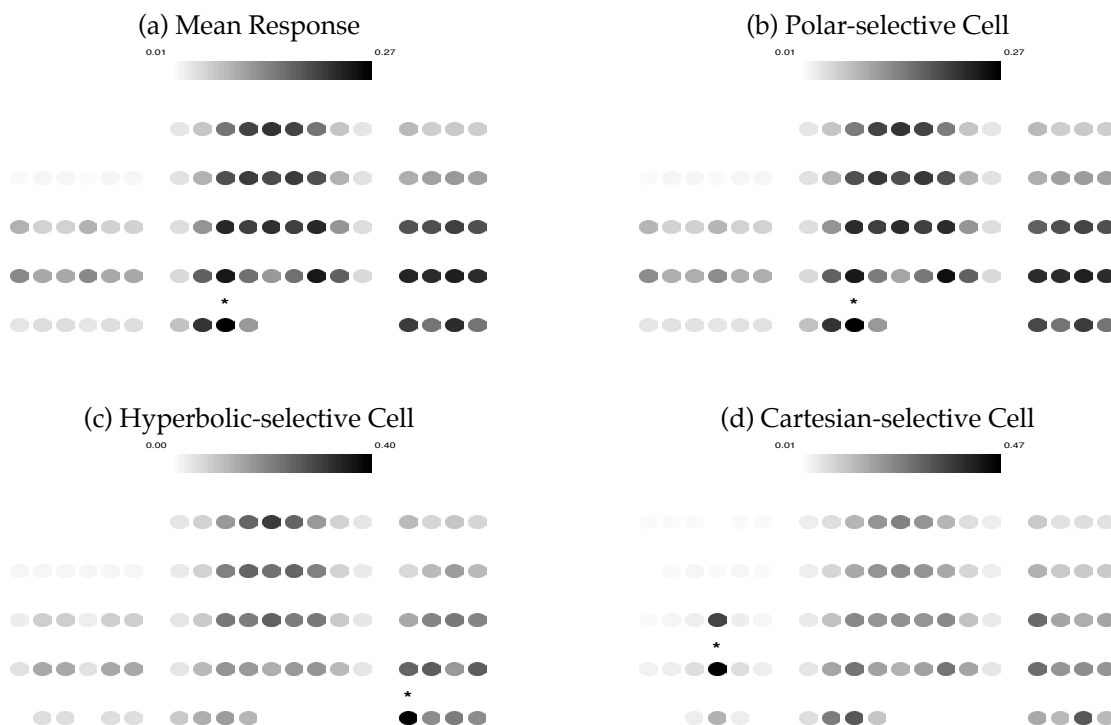 (a) Mean Response
0.01 0.27
*
(b) Polar-selective Cell
0.01 0.27
*
(c) Hyperbolic-selective Cell
0.00 0.40
*
(d) Cartesian-selective Cell
0.01 0.47
*